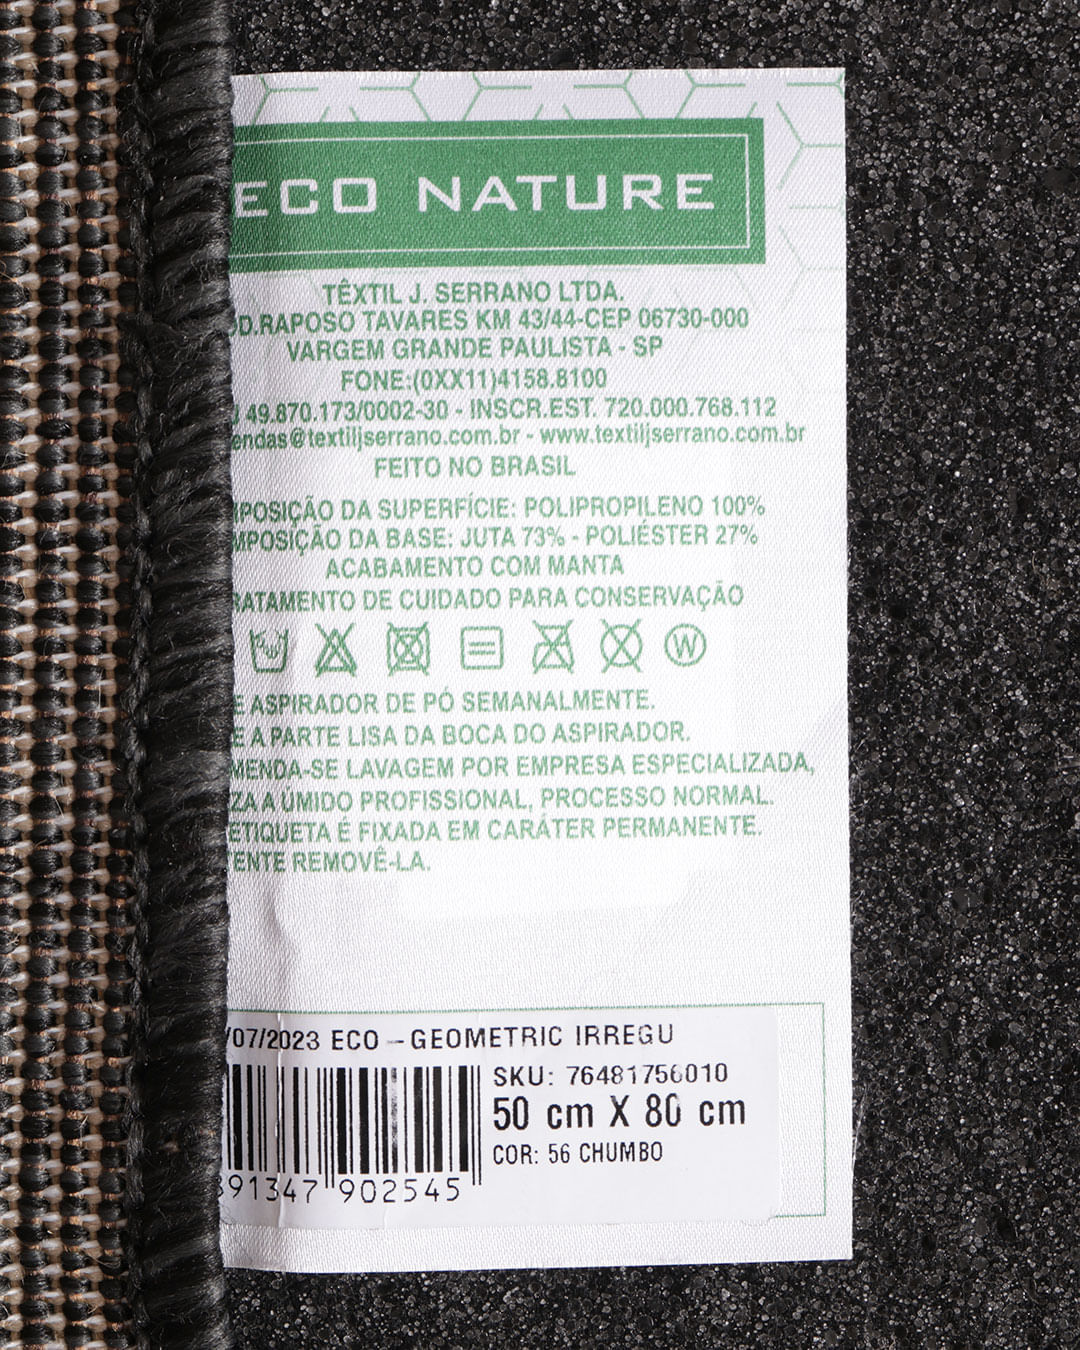 ECO NATURE
TÊXTIL J. SERRANO LTDA.
D.RAPOSO TAVARES KM 43/44-CEP 06730-000
VARGEM GRANDE PAULISTA - SP
FONE:(0XX11)4158.8100
49.870.173/0002-30 - INSCR.EST. 720.000.768.112
endas@textiljserrano.com.br - www.textiljserrano.com.br
FEITO NO BRASIL
POSIÇÃO DA SUPERFÍCIE: POLIPROPILENO 100%
MPOSIÇÃO DA BASE: JUTA 73% - POLIÉSTER 27%
ACABAMENTO COM MANTA
RATAMENTO DE CUIDADO PARA CONSERVAÇÃO
W
E ASPIRADOR DE PÓ SEMANALMENTE.
E A PARTE LISA DA BOCA DO ASPIRADOR.
MENDA-SE LAVAGEM POR EMPRESA ESPECIALIZADA,
ZA A ÚMIDO PROFISSIONAL, PROCESSO NORMAL.
ETIQUETA É FIXADA EM CARÁTER PERMANENTE.
ENTE REMOVÊ-LA.
/07/2023 ECO - GEOMETRIC IRREGU
SKU: 76481756010
50 cm X 80 cm
COR: 56 CHUMBO
891347 902545